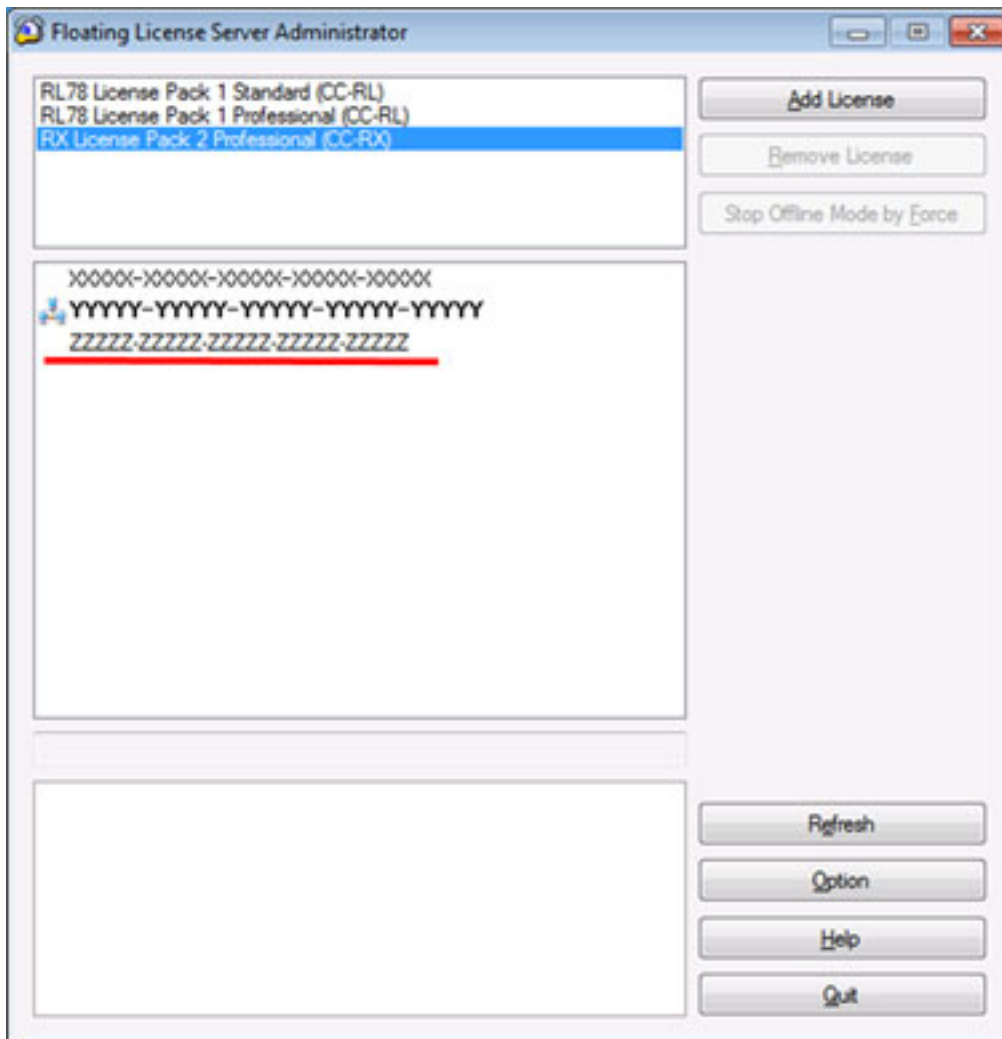 Floating License Server Administrator
RL78 License Pack 1 Standard (CC-RL)
RL78 License Pack 1 Professional (CC-RL)
RX License Pack 2 Professional (CC-RX)
Add License
Remove License
Stop Offline Mode by Force
XXXXX-XXXXX-XXXXX-XXXXX-XXXXX
YYYYY-YYYYY-YYYYY-YYYYY-YYYYY
ZZZZZ-ZZZZZ-ZZZZZ-ZZZZZ-ZZZZZ
Refresh
Option
Help
Quit